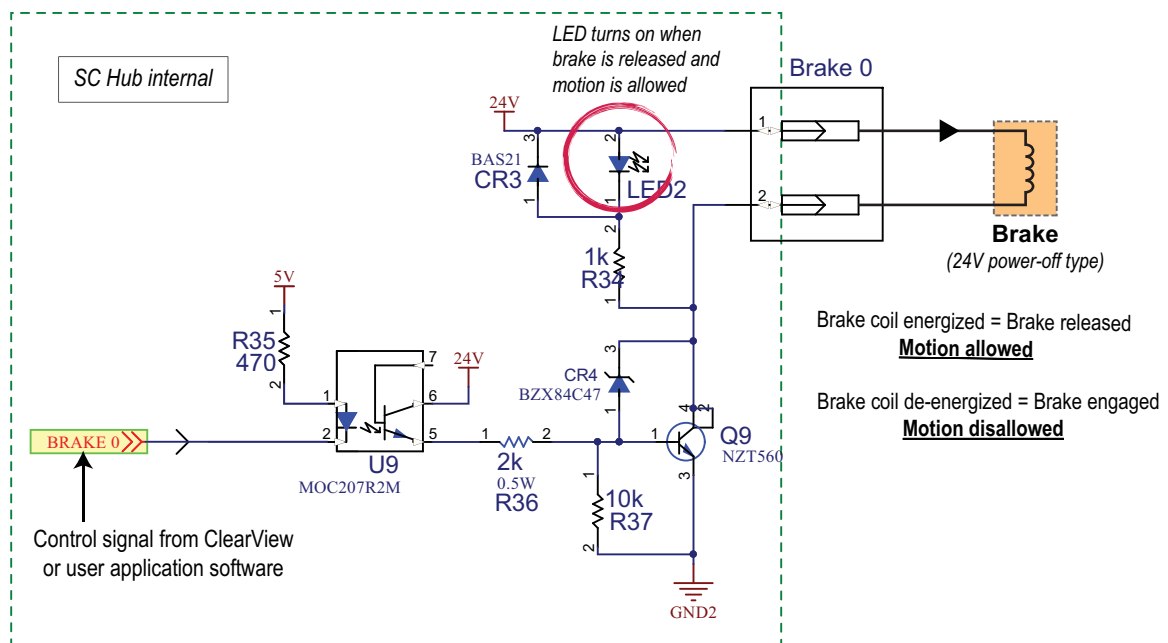 SC Hub internal
LED turns on when
brake is released and
motion is allowed
Brake 0
24V
3
2
1
BAS21
CR3
LED2
1
1
2
2
Brake
(24V power-off type)
1k
R34
1
5V
1
R35
470
2
Brake coil energized = Brake released
Motion allowed
7
24V
3
CR4
BZX84C47
1
Brake coil de-energized = Brake engaged
Motion disallowed
1
6
4
2
BRAKE 0
2
5
1
2
1
Q9
NZT560
U9
MOC207R2M
2k
0.5W
R36
1
10k
R37
2
3
Control signal from ClearView
or user application software
GND2